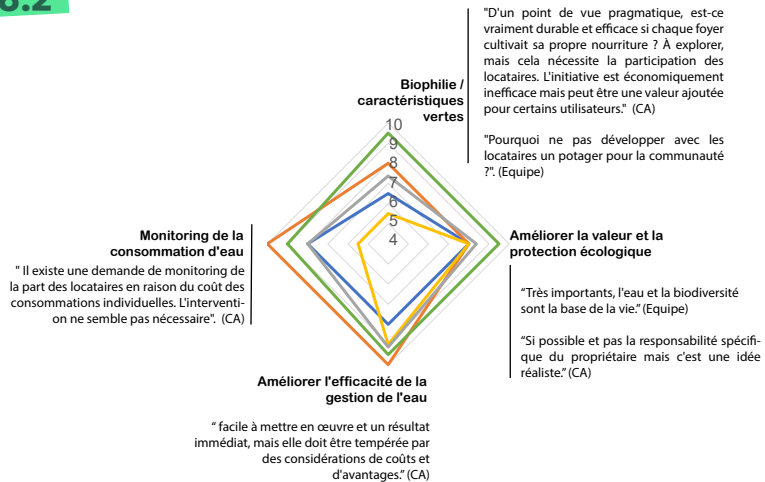 6.2
"D'un point de vue pragmatique, est-ce
vraiment durable et efficace si chaque foyer
cultivait sa propre nourriture ? À explorer,
mais cela nécessite la participation des
locataires. L'initiative est économiquement
inefficace mais peut être une valeur ajoutée
pour certains utilisateurs." (CA)
"Pourquoi ne pas développer avec les
locataires un potager pour la communauté
?". (Equipe)
Biophilie /
caractéristiques
vertes
10
9
8
7
6
5
4
Monitoring de la
consommation d'eau
" Il existe une demande de monitoring de
la part des locataires en raison du coût des
consommations individuelles. L'interventi-
on ne semble pas nécessaire". (CA)
Améliorer la valeur et la
protection écologique
“Très importants, l'eau et la biodiversité
sont la base de la vie.” (Equipe)
“Si possible et pas la responsabilité spécifi-
que du propriétaire mais c'est une idée
réaliste.” (CA)
Améliorer l'efficacité de la
gestion de l'eau
“ facile à mettre en œuvre et un résultat
immédiat, mais elle doit être tempérée par
des considérations de coûts et
d'avantages.” (CA)